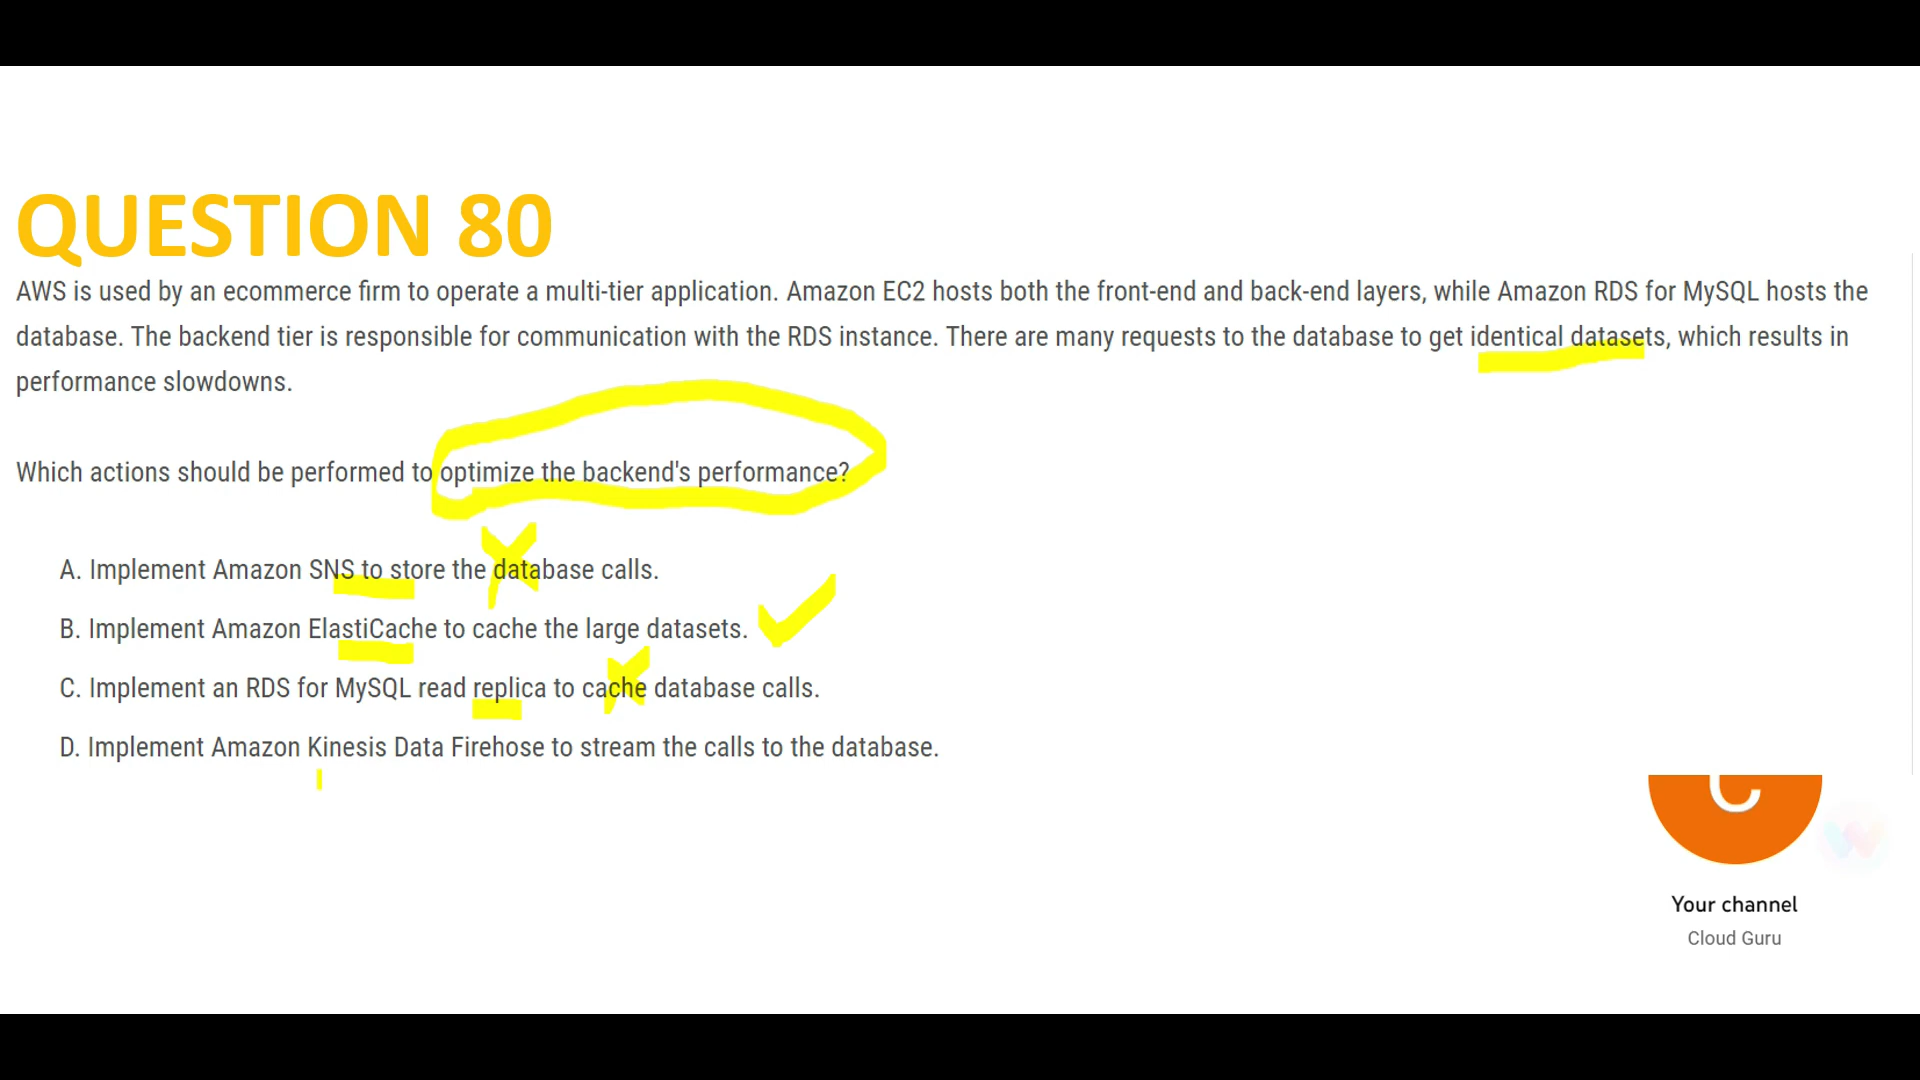 QUESTION 80
AWS is used by an ecommerce firm to operate a multi-tier application. Amazon EC2 hosts both the front-end and back-end layers, while Amazon RDS for MySQL hosts the
database. The backend tier is responsible for communication with the RDS instance. There are many requests to the database to get identical datasets, which results in
performance slowdowns.
Which actions should be performed to optimize the backend's performance?
A. Implement Amazon SNS to store the database calls.
B. Implement Amazon ElastiCache to cache the large datasets.
C. Implement an RDS for MySQL read replica to cache database calls.
D. Implement Amazon Kinesis Data Firehose to stream the calls to the database.
C
Your channel
Cloud Guru